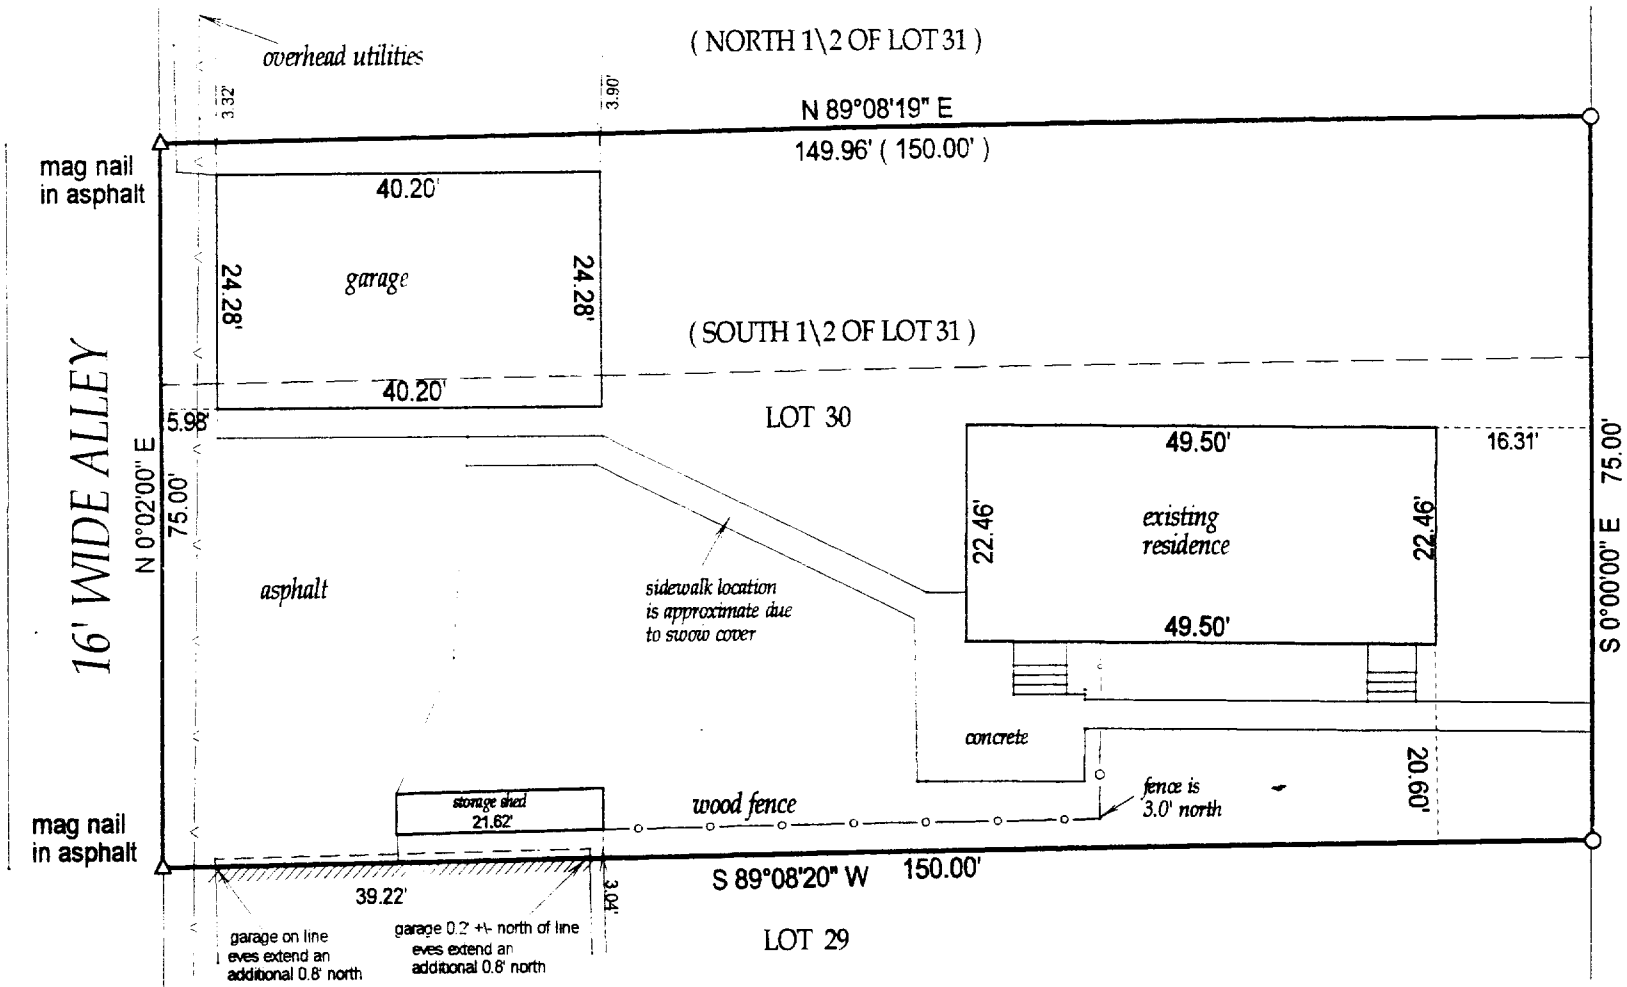 ( NORTH 1\2 OF LOT 31 )
overhead utilities
3.32'
3.90'
N 89°08'19" E
149.96' ( 150.00' )
mag nail
in asphalt
40.20'
24.28'
garage
24.28'
( SOUTH 1\2 OF LOT 31 )
40.20'
5.98'
LOT 30
49.50'
16.31'
16' WIDE ALLEY
N 0°02'00" E
75.00'
22.46'
existing
residence
22.46'
75.00'
S 0°00'00" E
asphalt
sidewalk location
is approximate due
to swow cover
49.50'
concrete
20.60'
storage shed
21.62'
wood fence
fence is
3.0' north
mag nail
in asphalt
39.22'
3.04'
S 89°08'20" W
150.00'
garage on line
eves extend an
additional 0.8' north
garage 0.2' +\- north of line
eves extend an
additional 0.8' north
LOT 29